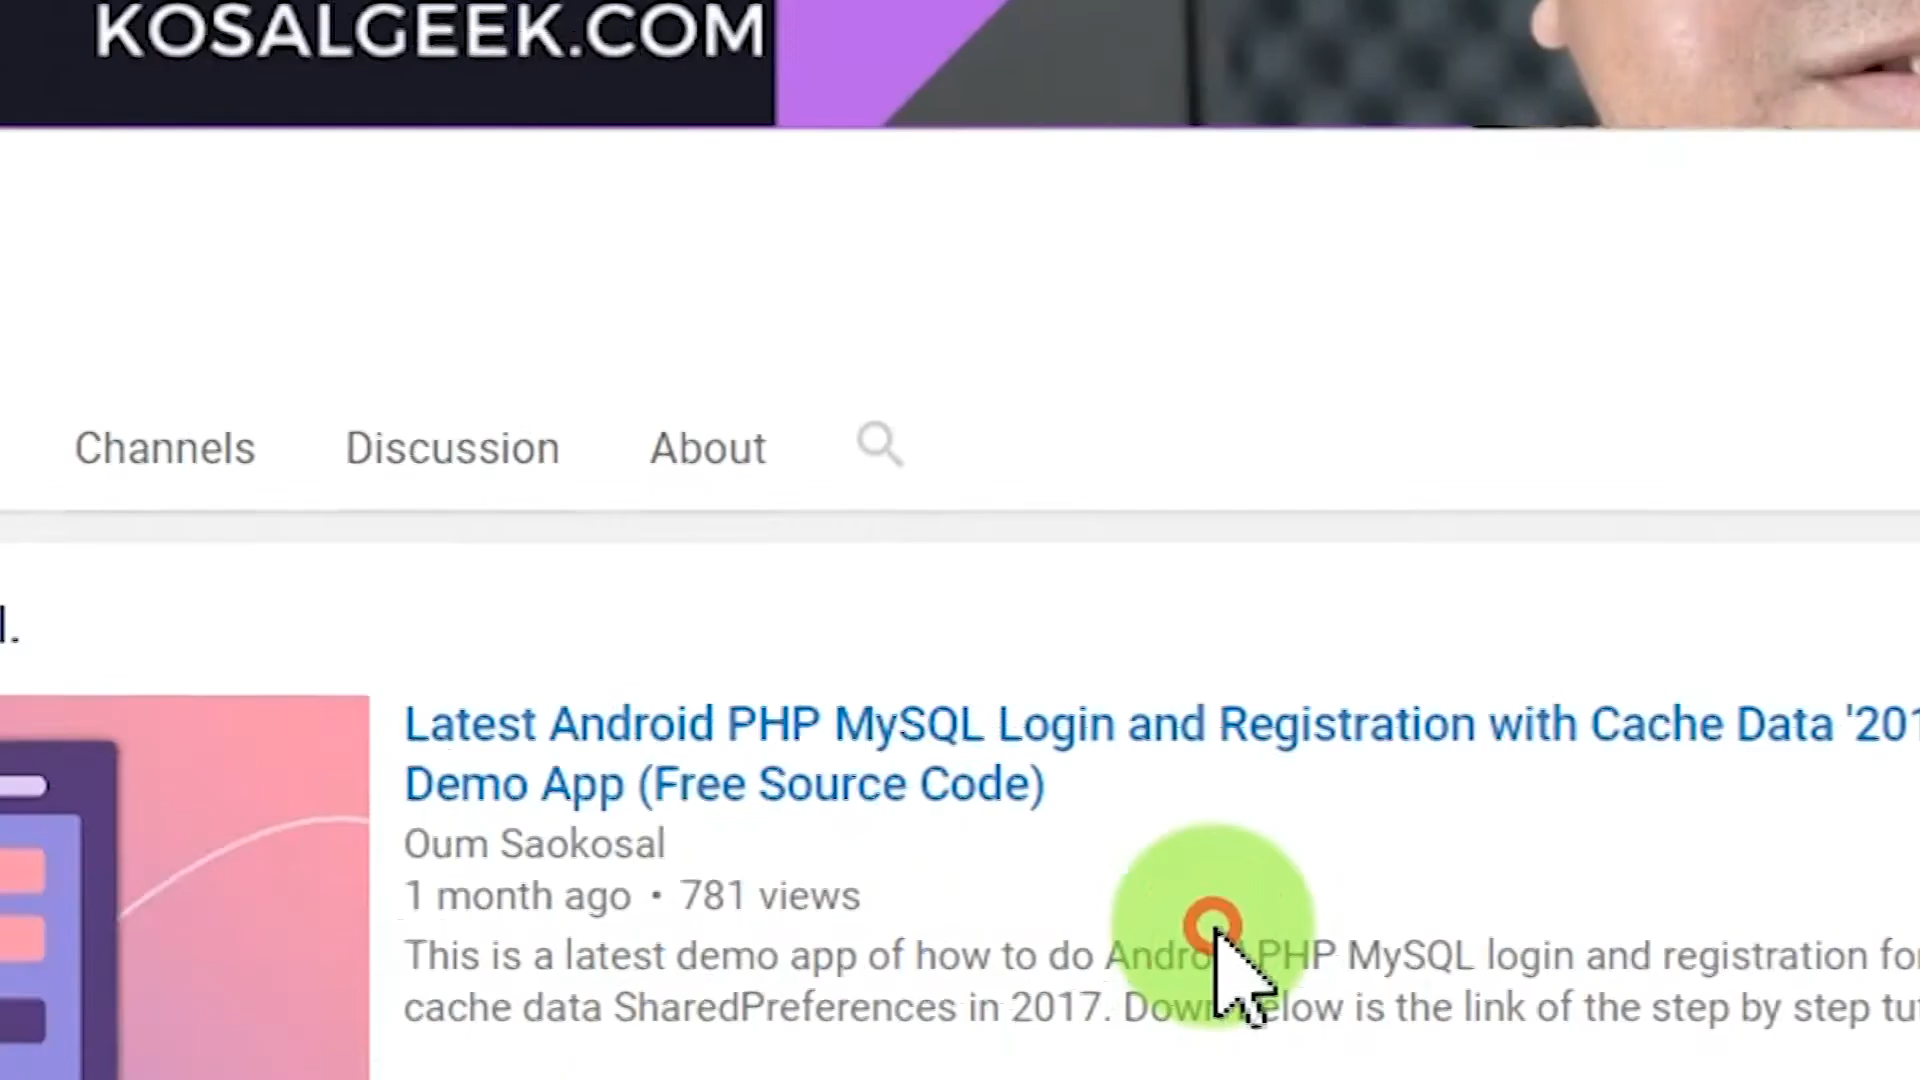 KOSALGEEK.COM
Channels Discussion About
l.
Latest Android PHP MySQL Login and Registration with Cache Data '201
Demo App (Free Source Code)
Oum Saokosal
1 month ago • 781 views
This is a latest demo app of how to do Andro PHP MySQL login and registration for
cache data SharedPreferences in 2017. Down below is the link of the step by step tu